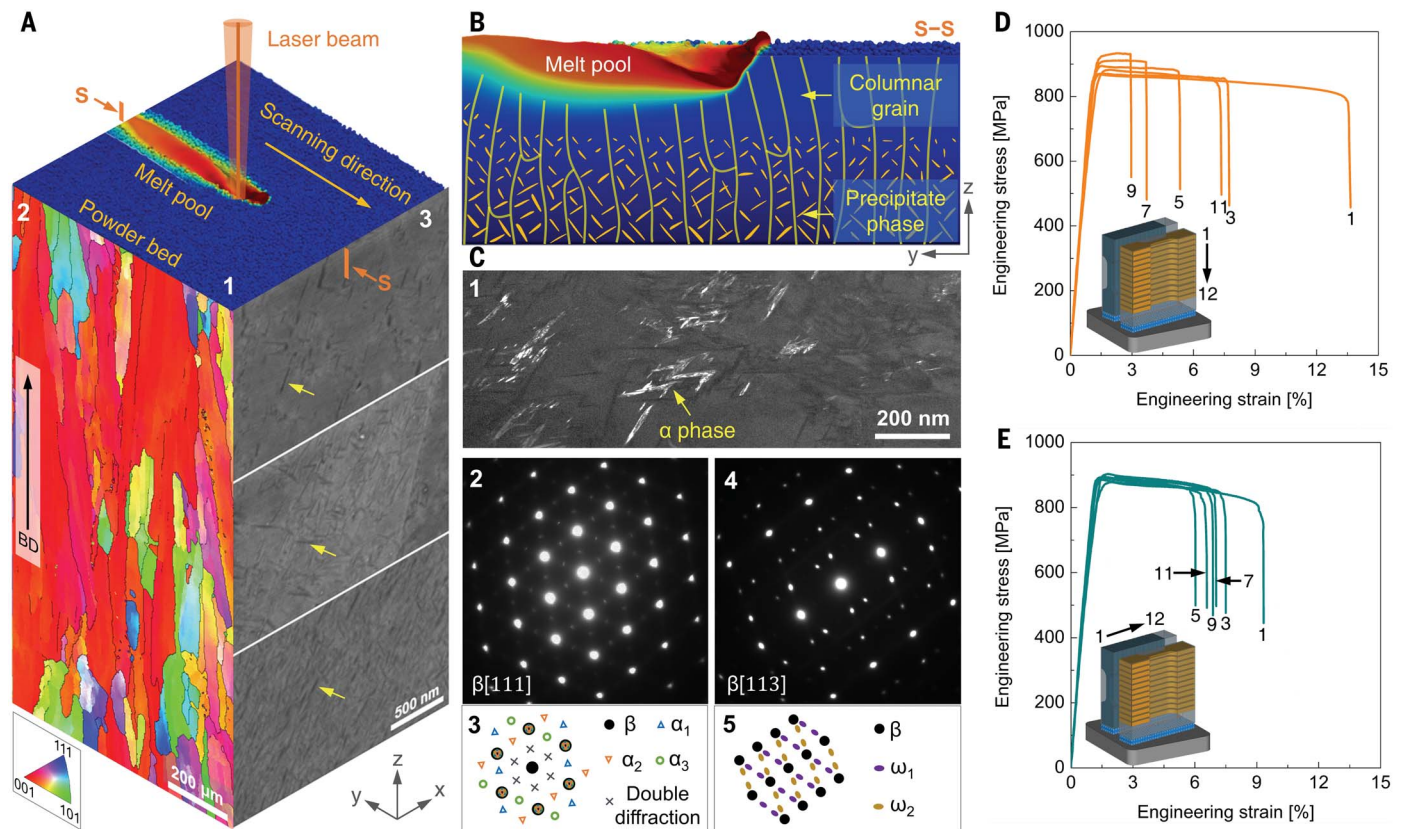 A
Laser beam
S
Scanning direction
Melt pool
Powder bed
2
3
1
S
BD
500 nm
200 µm
111
001
101
z
y
x
B
S–S
Melt pool
Columnar
grain
Precipitate
phase
z
y
C
1
α phase
200 nm
2
β[111]
4
β[113]
3
β
α1
α2
α3
Double
diffraction
5
β
ω1
ω2
D
Engineering stress [MPa]
1000
800
600
400
200
0
9
7
5
11
3
1
1
12
0
3
6
9
12
15
Engineering strain [%]
E
Engineering stress [MPa]
1000
800
600
400
200
0
11
7
5
9
3
1
1
12
0
3
6
9
12
15
Engineering strain [%]